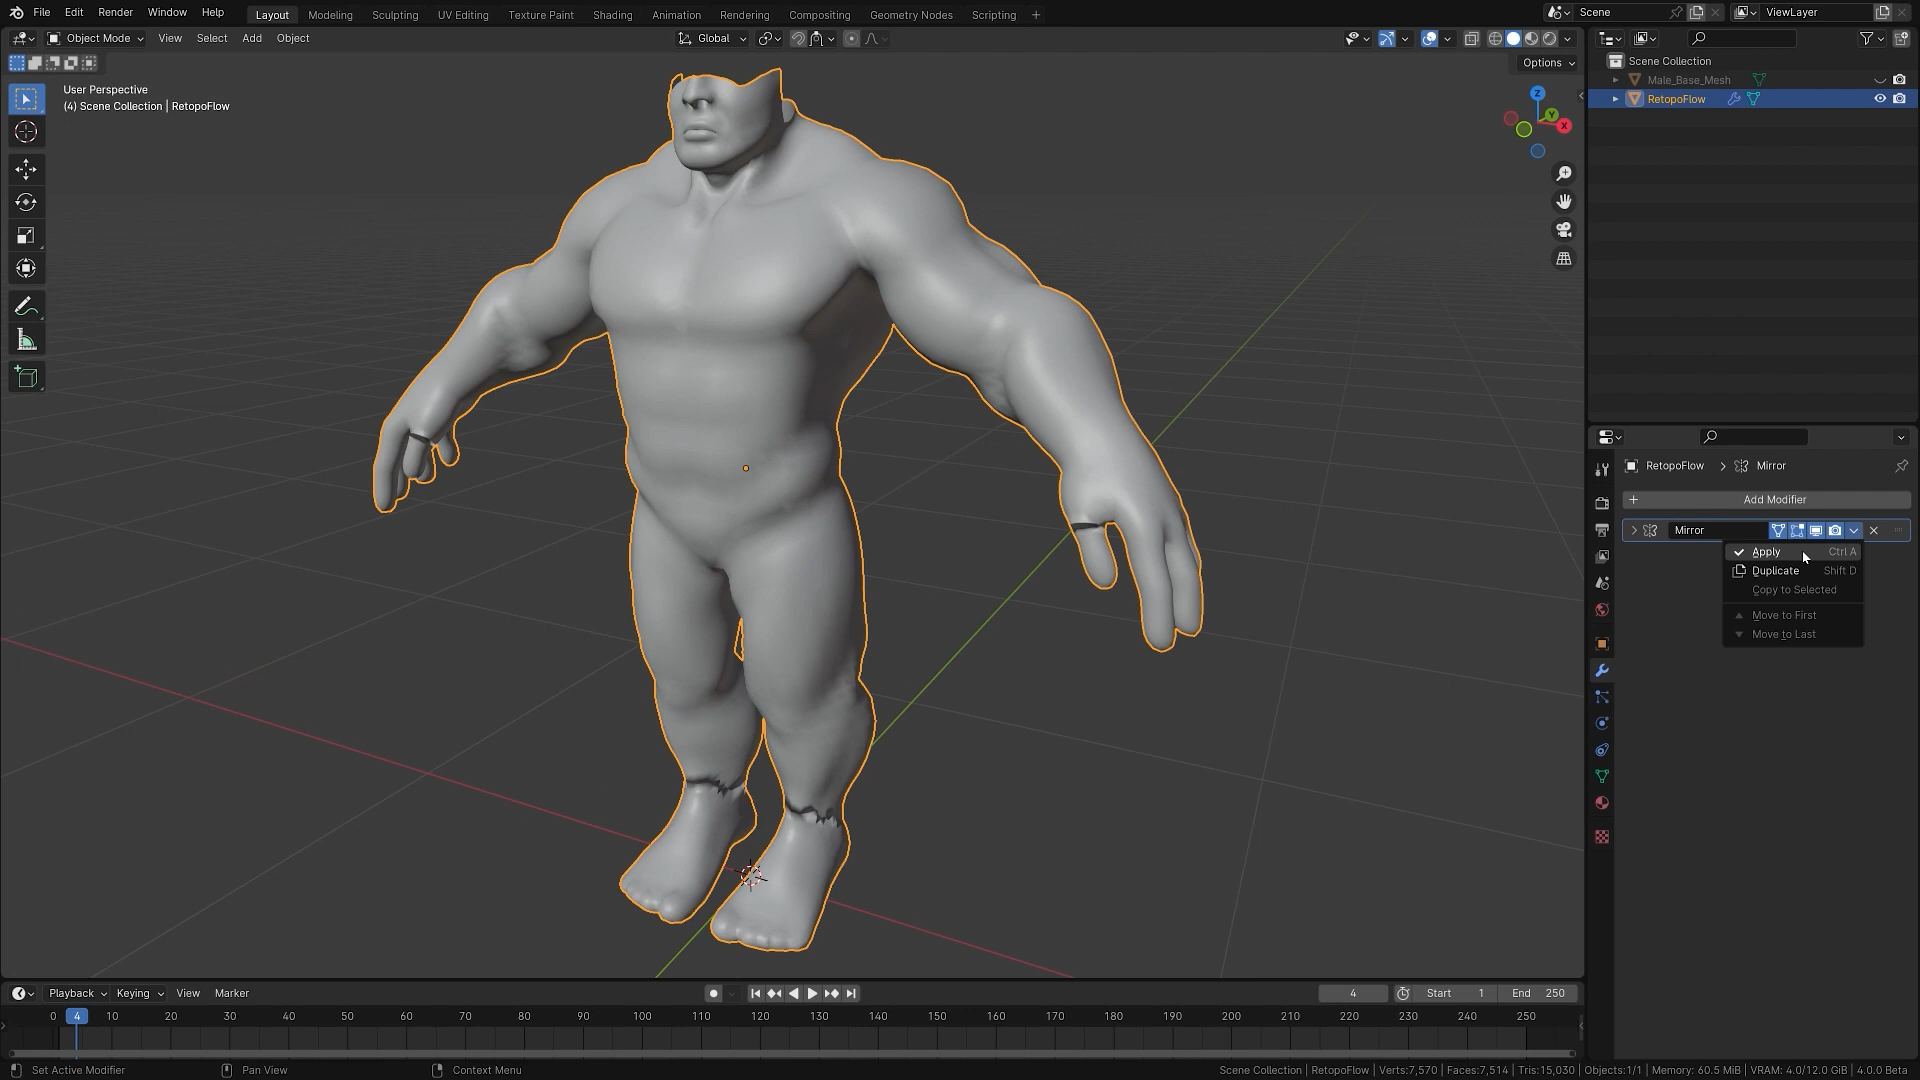 File Edit Render Window Help Layout Modeling Sculpting UV Editing Texture Paint Shading Animation Rendering Compositing Geometry Nodes Scripting + Scene ViewLayer
Object Mode View Select Add Object Global
Options
User Perspective
(4) Scene Collection | RetopoFlow
Z
Y
X
Scene Collection
Male_Base_Mesh
RetopoFlow
RetopoFlow > Mirror
+ Add Modifier
Mirror
Apply Ctrl A
Duplicate Shift D
Copy to Selected
Move to First
Move to Last
Playback Keying View Marker 4 Start 1 End 250
0 4 10 20 30 40 50 60 70 80 90 100 110 120 130 140 150 160 170 180 190 200 210 220 230 240 250
Set Active Modifier Pan View Context Menu Scene Collection | RetopoFlow | Verts:7,570 | Faces:7,514 | Tris:15,030 | Objects:1/1 | Memory: 60.5 MiB | VRAM: 4.0/12.0 GiB | 4.0.0 Beta